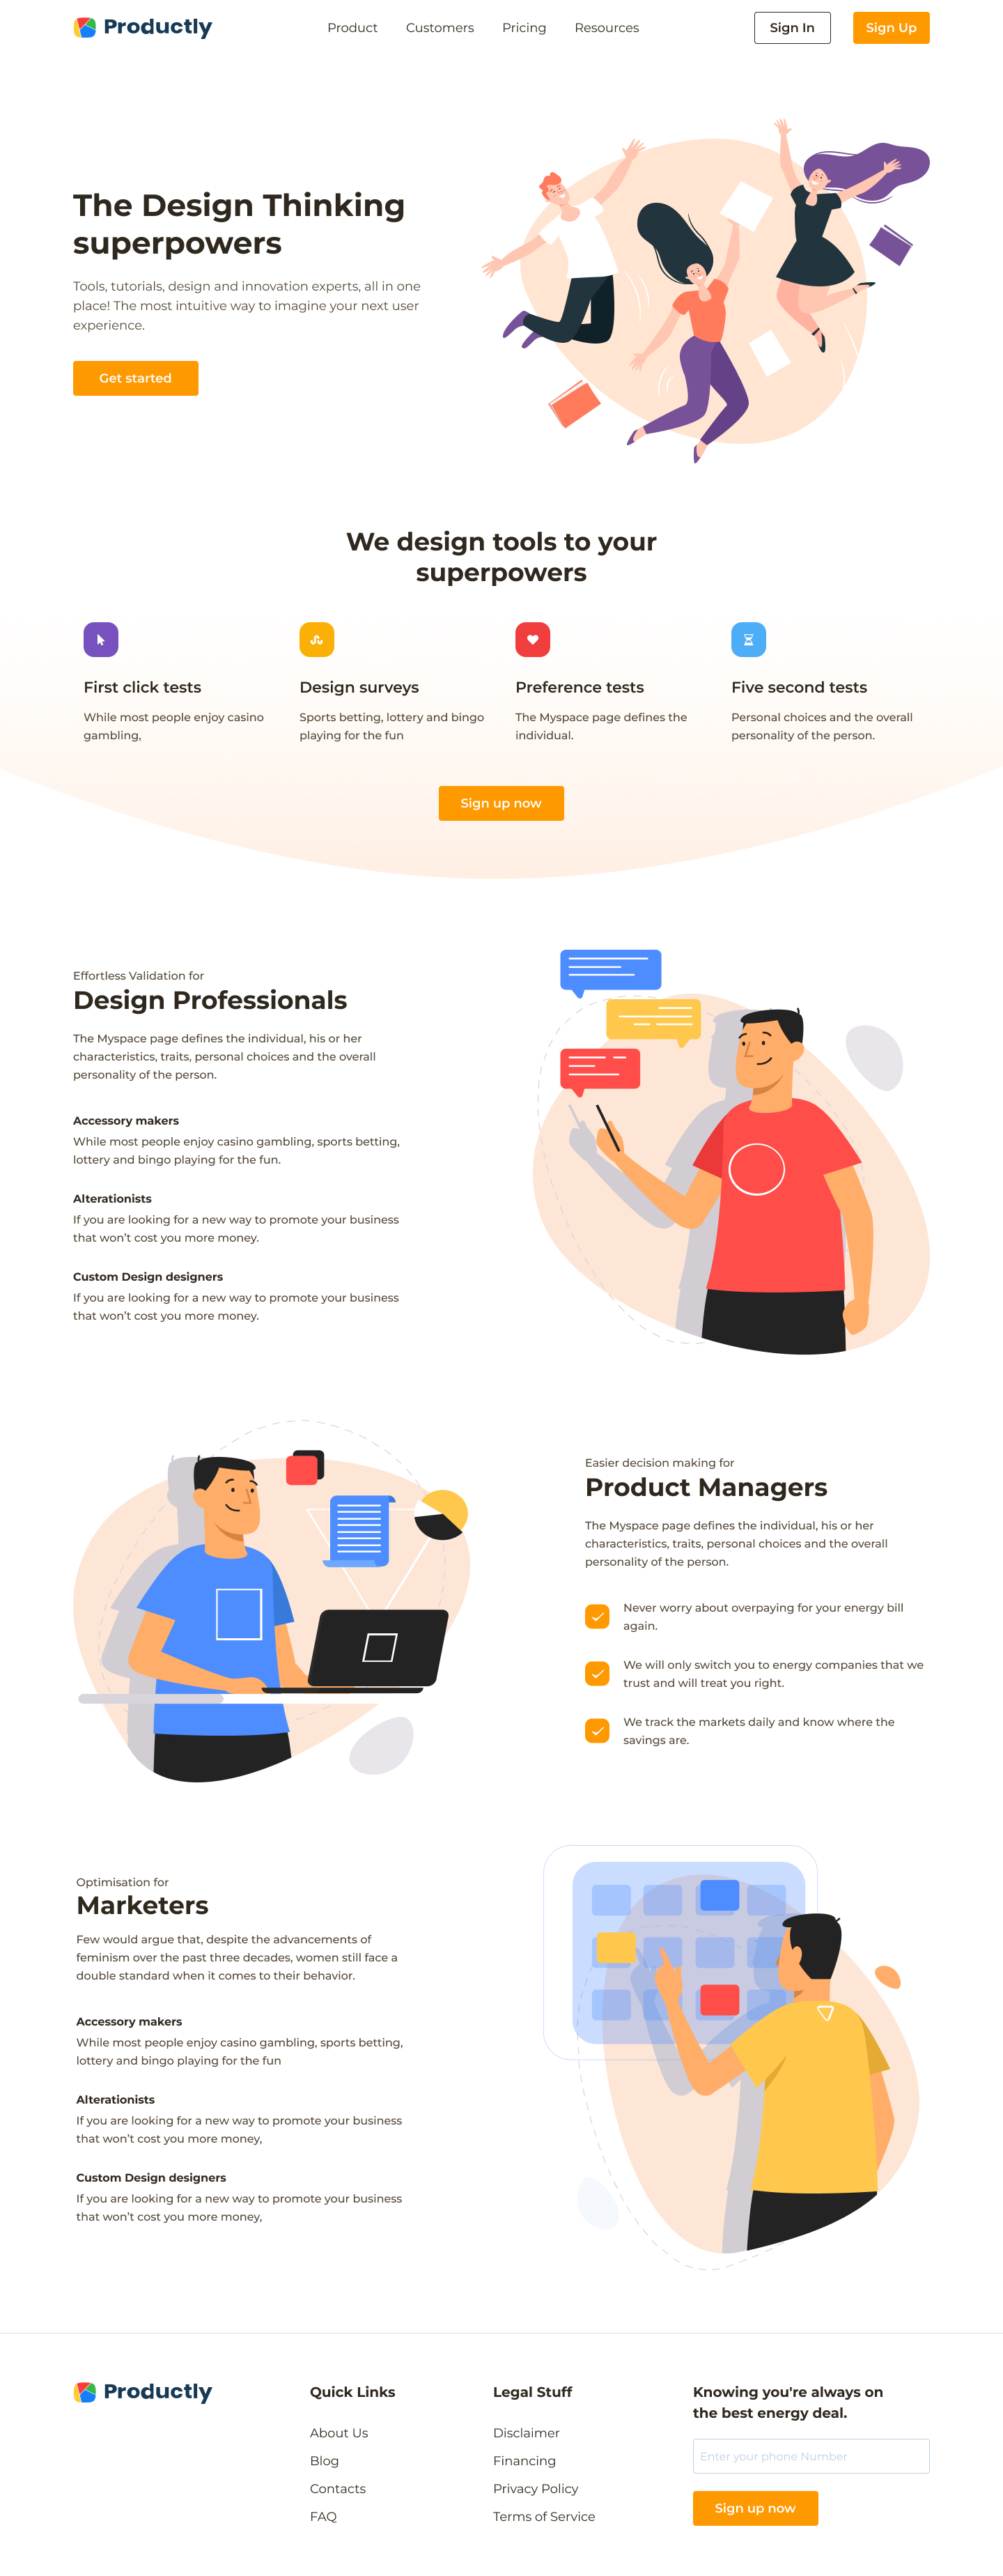 Productly
Product
Customers
Pricing
Resources
Sign In
Sign Up
The Design Thinking
superpowers
Tools, tutorials, design and innovation experts, all in one
place! The most intuitive way to imagine your next user
experience.
Get started
We design tools to your
superpowers
First click tests
While most people enjoy casino
gambling,
Design surveys
Sports betting, lottery and bingo
playing for the fun
Preference tests
The Myspace page defines the
individual.
Five second tests
Personal choices and the overall
personality of the person.
Sign up now
Effortless Validation for
Design Professionals
The Myspace page defines the individual, his or her
characteristics, traits, personal choices and the overall
personality of the person.
Accessory makers
While most people enjoy casino gambling, sports betting,
lottery and bingo playing for the fun.
Alterationists
If you are looking for a new way to promote your business
that won't cost you more money.
Custom Design designers
If you are looking for a new way to promote your business
that won't cost you more money.
Easier decision making for
Product Managers
The Myspace page defines the individual, his or her
characteristics, traits, personal choices and the overall
personality of the person.
Never worry about overpaying for your energy bill
again.
We will only switch you to energy companies that we
trust and will treat you right.
We track the markets daily and know where the
savings are.
Optimisation for
Marketers
Few would argue that, despite the advancements of
feminism over the past three decades, women still face a
double standard when it comes to their behavior.
Accessory makers
While most people enjoy casino gambling, sports betting,
lottery and bingo playing for the fun
Alterationists
If you are looking for a new way to promote your business
that won't cost you more money,
Custom Design designers
If you are looking for a new way to promote your business
that won't cost you more money,
Productly
Quick Links
About Us
Blog
Contacts
FAQ
Legal Stuff
Disclaimer
Financing
Privacy Policy
Terms of Service
Knowing you're always on
the best energy deal.
Enter your phone Number
Sign up now